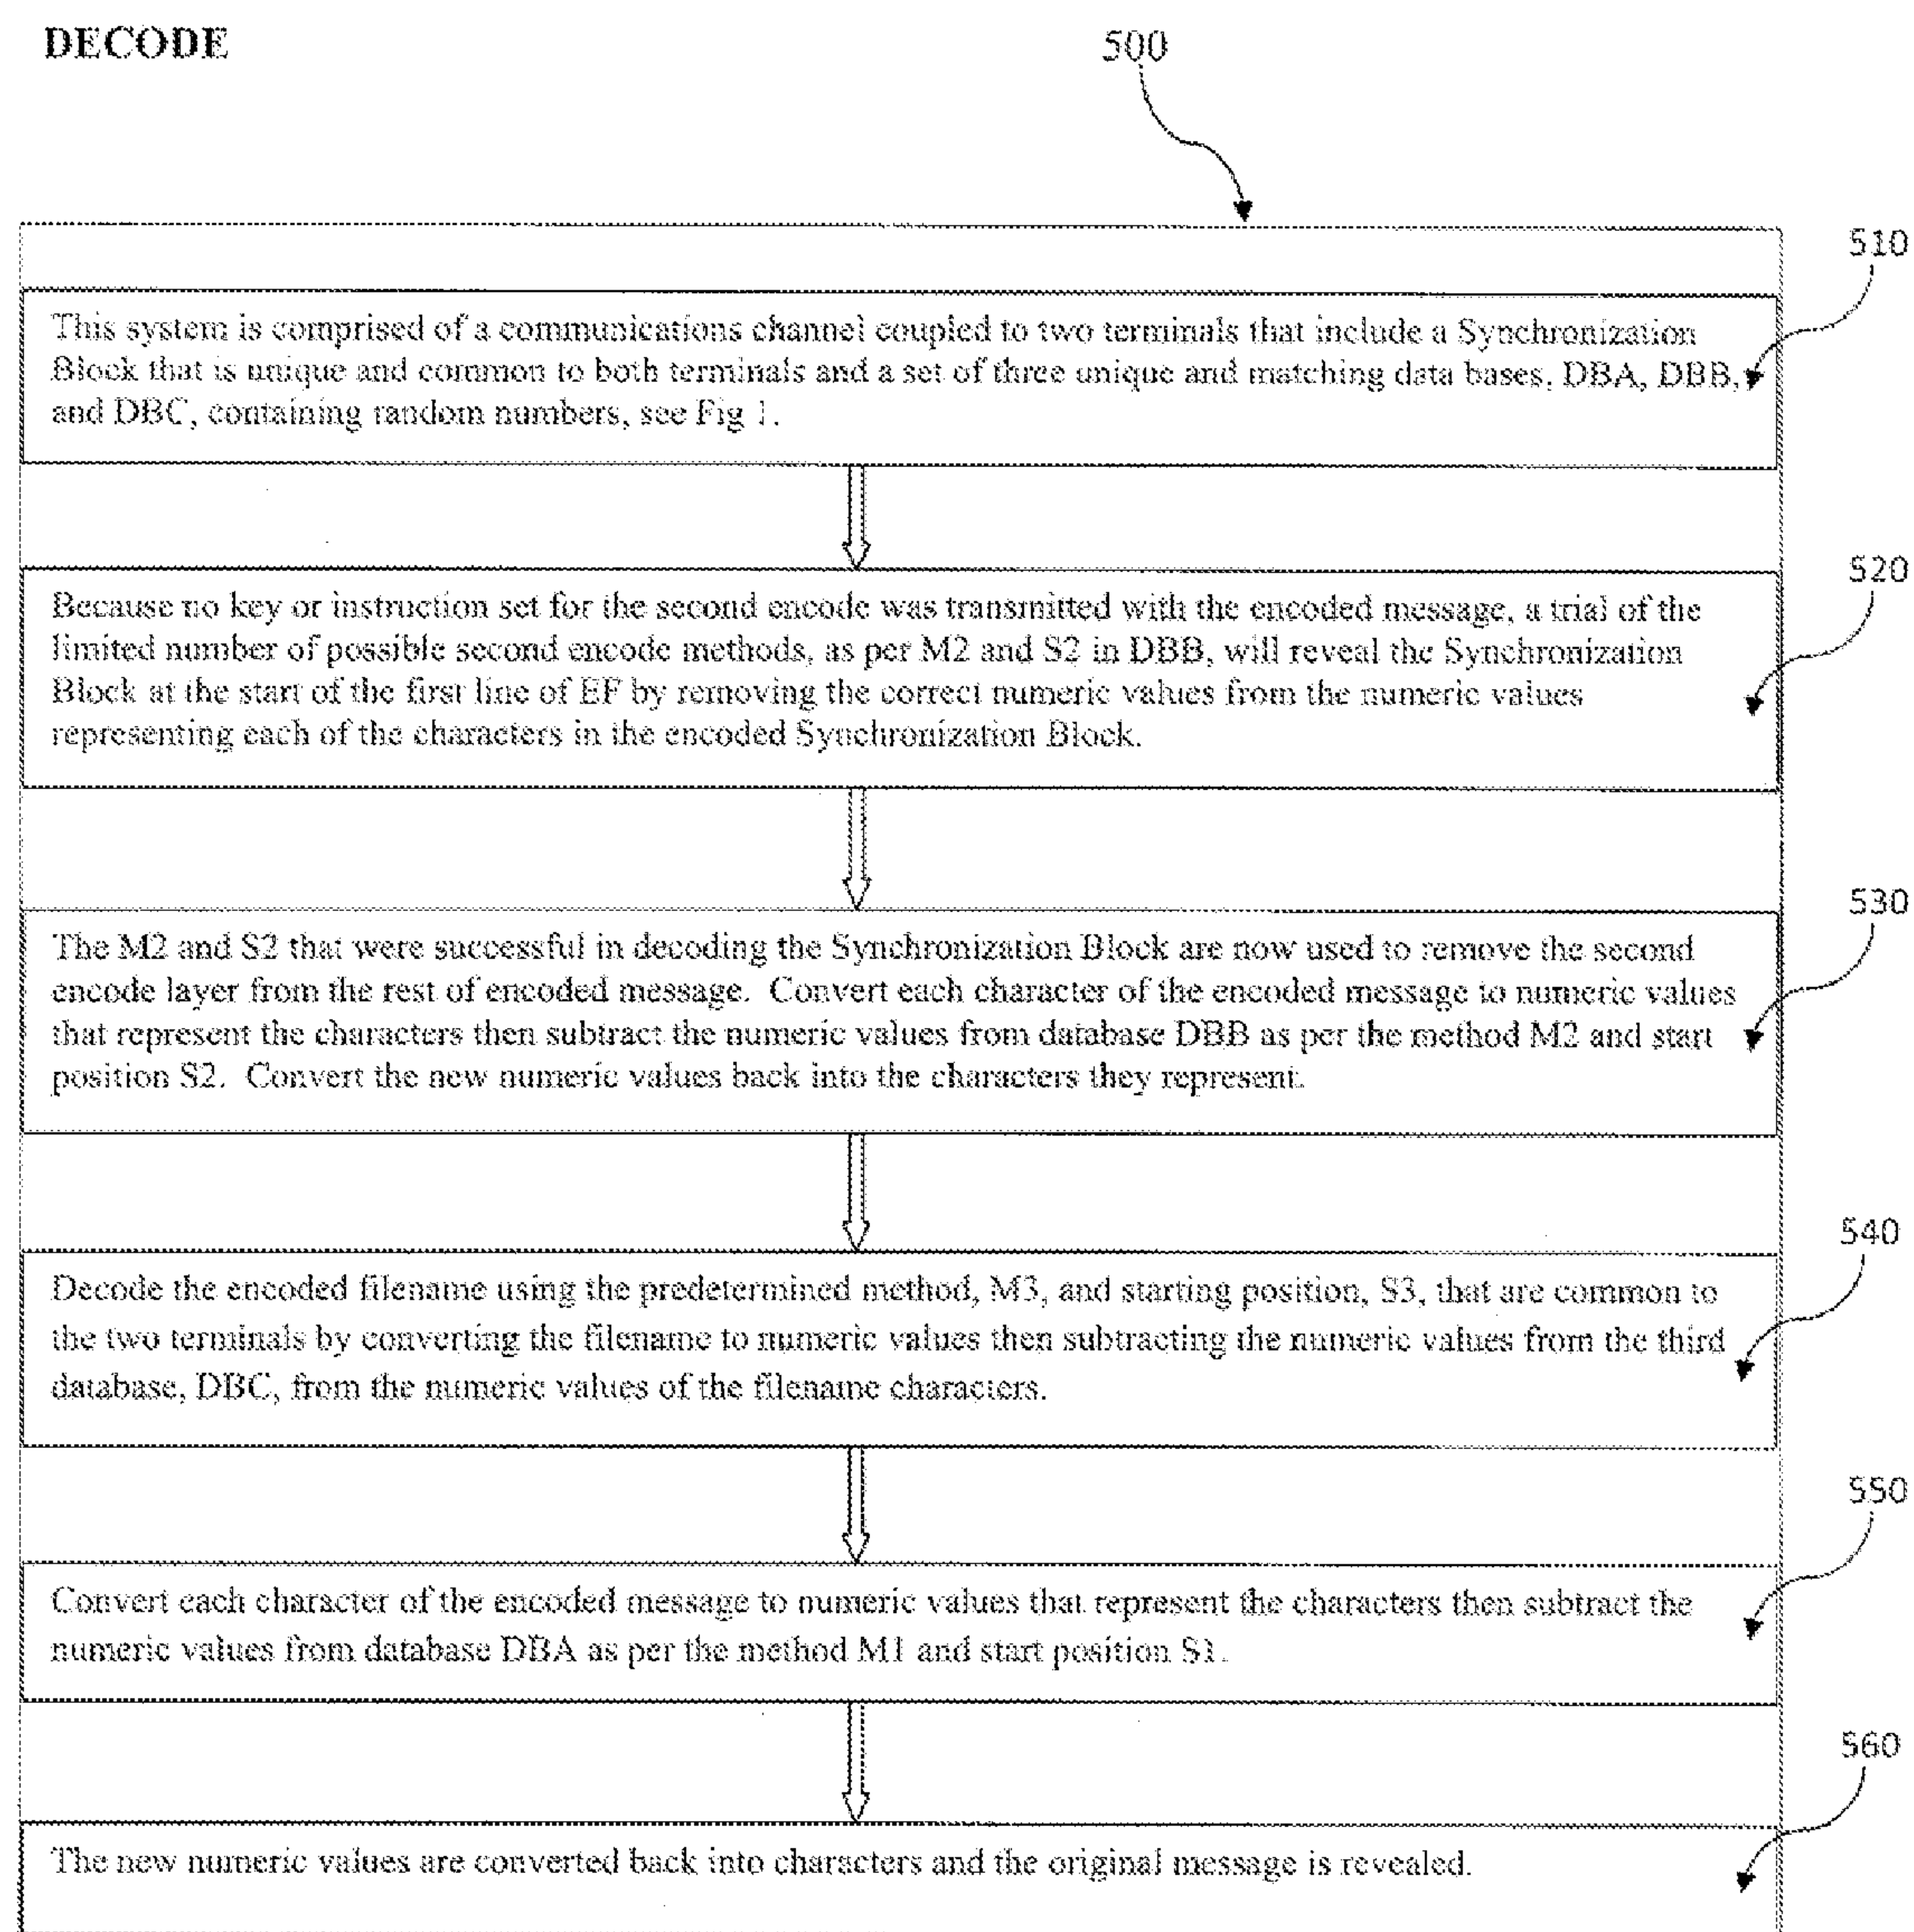 DECODE
500
510
This system is comprised of a communications channel coupled to two terminals that include a Synchronization
Block that is unique and common to both terminals and a set of three unique and matching data bases, DBA, DBB,
and DBC, containing random numbers, see Fig 1.
520
Because no key or instruction set for the second encode was transmitted with the encoded message, a trial of the
limited number of possible second encode methods, as per M2 and S2 in DBB, will reveal the Synchronization
Block at the start of the first line of EF by removing the correct numeric values from the numeric values
representing each of the characters in the encoded Synchronization Block.
530
The M2 and S2 that were successful in decoding the Synchronization Block are now used to remove the second
encode layer from the rest of encoded message. Convert each character of the encoded message to numeric values
that represent the characters then subtract the numeric values from database DBB as per the method M2 and start
position S2. Convert the new numeric values back into the characters they represent.
540
Decode the encoded filename using the predetermined method, M3, and starting position, S3, that are common to
the two terminals by converting the filename to numeric values then subtracting the numeric values from the third
database, DBC, from the numeric values of the filename characters.
550
Convert each character of the encoded message to numeric values that represent the characters then subtract the
numeric values from database DBA as per the method M1 and start position S1.
560
The new numeric values are converted back into characters and the original message is revealed.